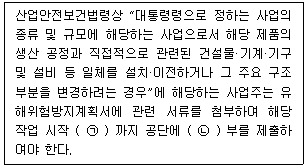 산업안전보건법령상 “대통령령으로 정하는 사업의
종류 및 규모에 해당하는 사업으로서 해당 제품의
생산 공정과 직접적으로 관련된 건설물·기계·기구
및 설비 등 일체를 설치·이전하거나 그 주요 구조
부분을 변경하려는 경우”에 해당하는 사업주는 유
해위험방지계획서에 관련 서류를 첨부하여 해당
작업 시작 ( ㉠ ) 까지 공단에 ( ㉡ ) 부를 제출하
여야 한다.